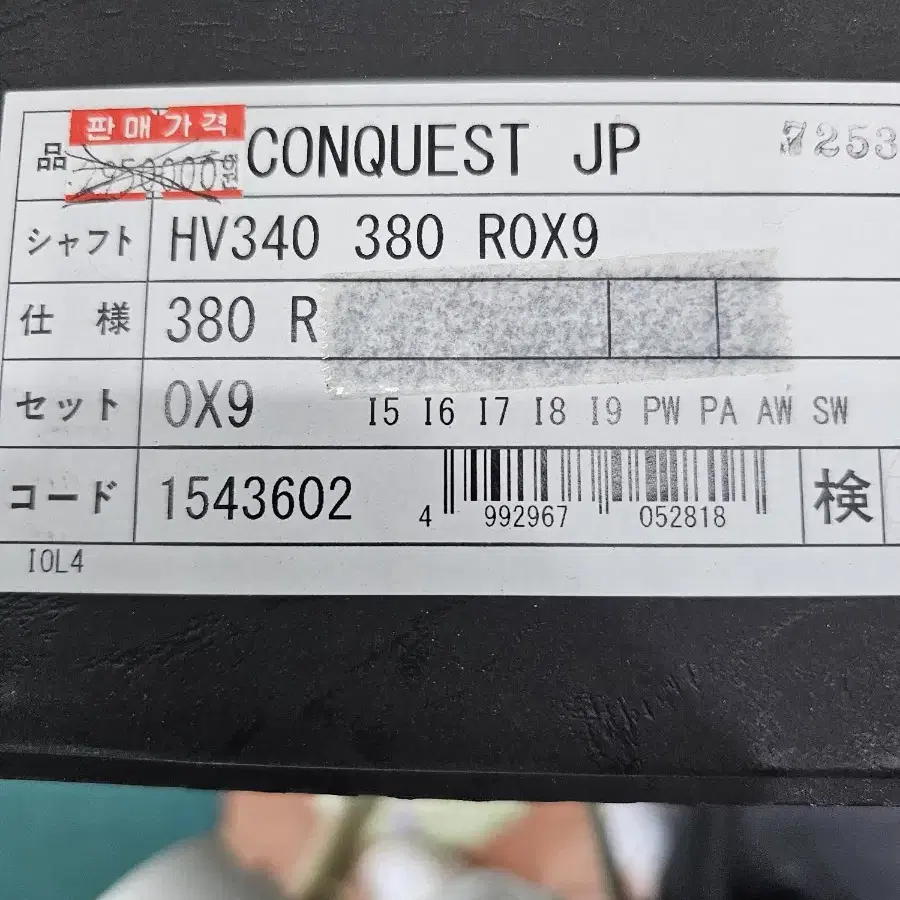 판매가격
品 CONQUEST JP 7253
シャフト HV340 380 R0X9
仕様 380 R
セット 0X9 I5 I6 I7 I8 I9 PW PA AW SW
コード 1543602 4 992967 052818 検
I0L4